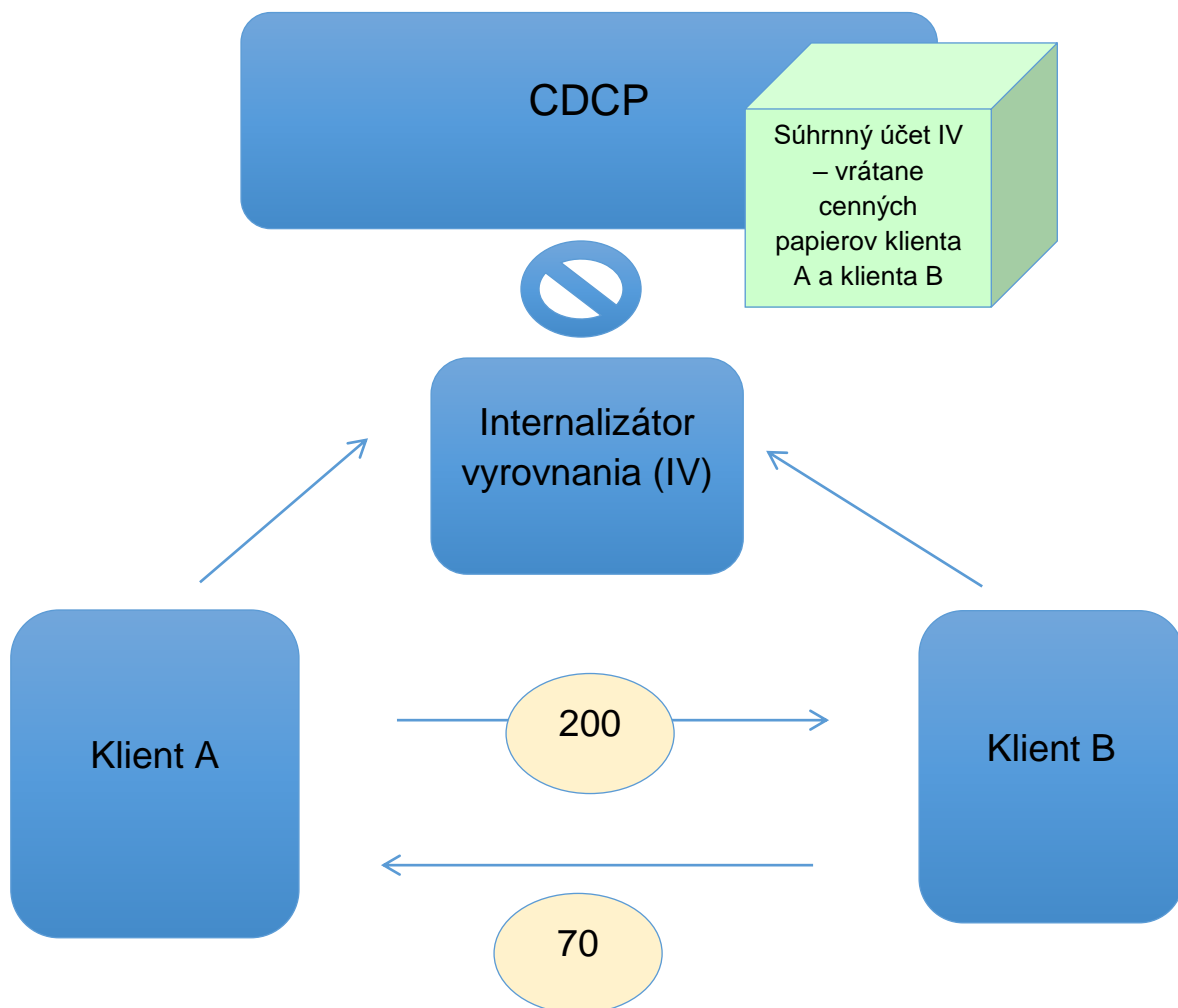 CDCP
Súhrnný účet IV
– vrátane
cenných
papierov klienta
A a klienta B
Internalizátor
vyrovnania (IV)
Klient A
200
Klient B
70